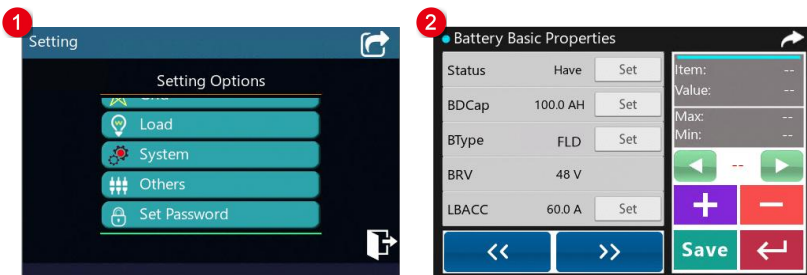 1
Setting
Setting Options
Grid
Load
System
Others
Set Password
2
Battery Basic Properties
Status Have Set
BDCap 100.0 AH Set
BType FLD Set
BRV 48 V
LBACC 60.0 A Set
<< >>
Item: --
Value: --
Max: --
Min: --
--
+ −
Save